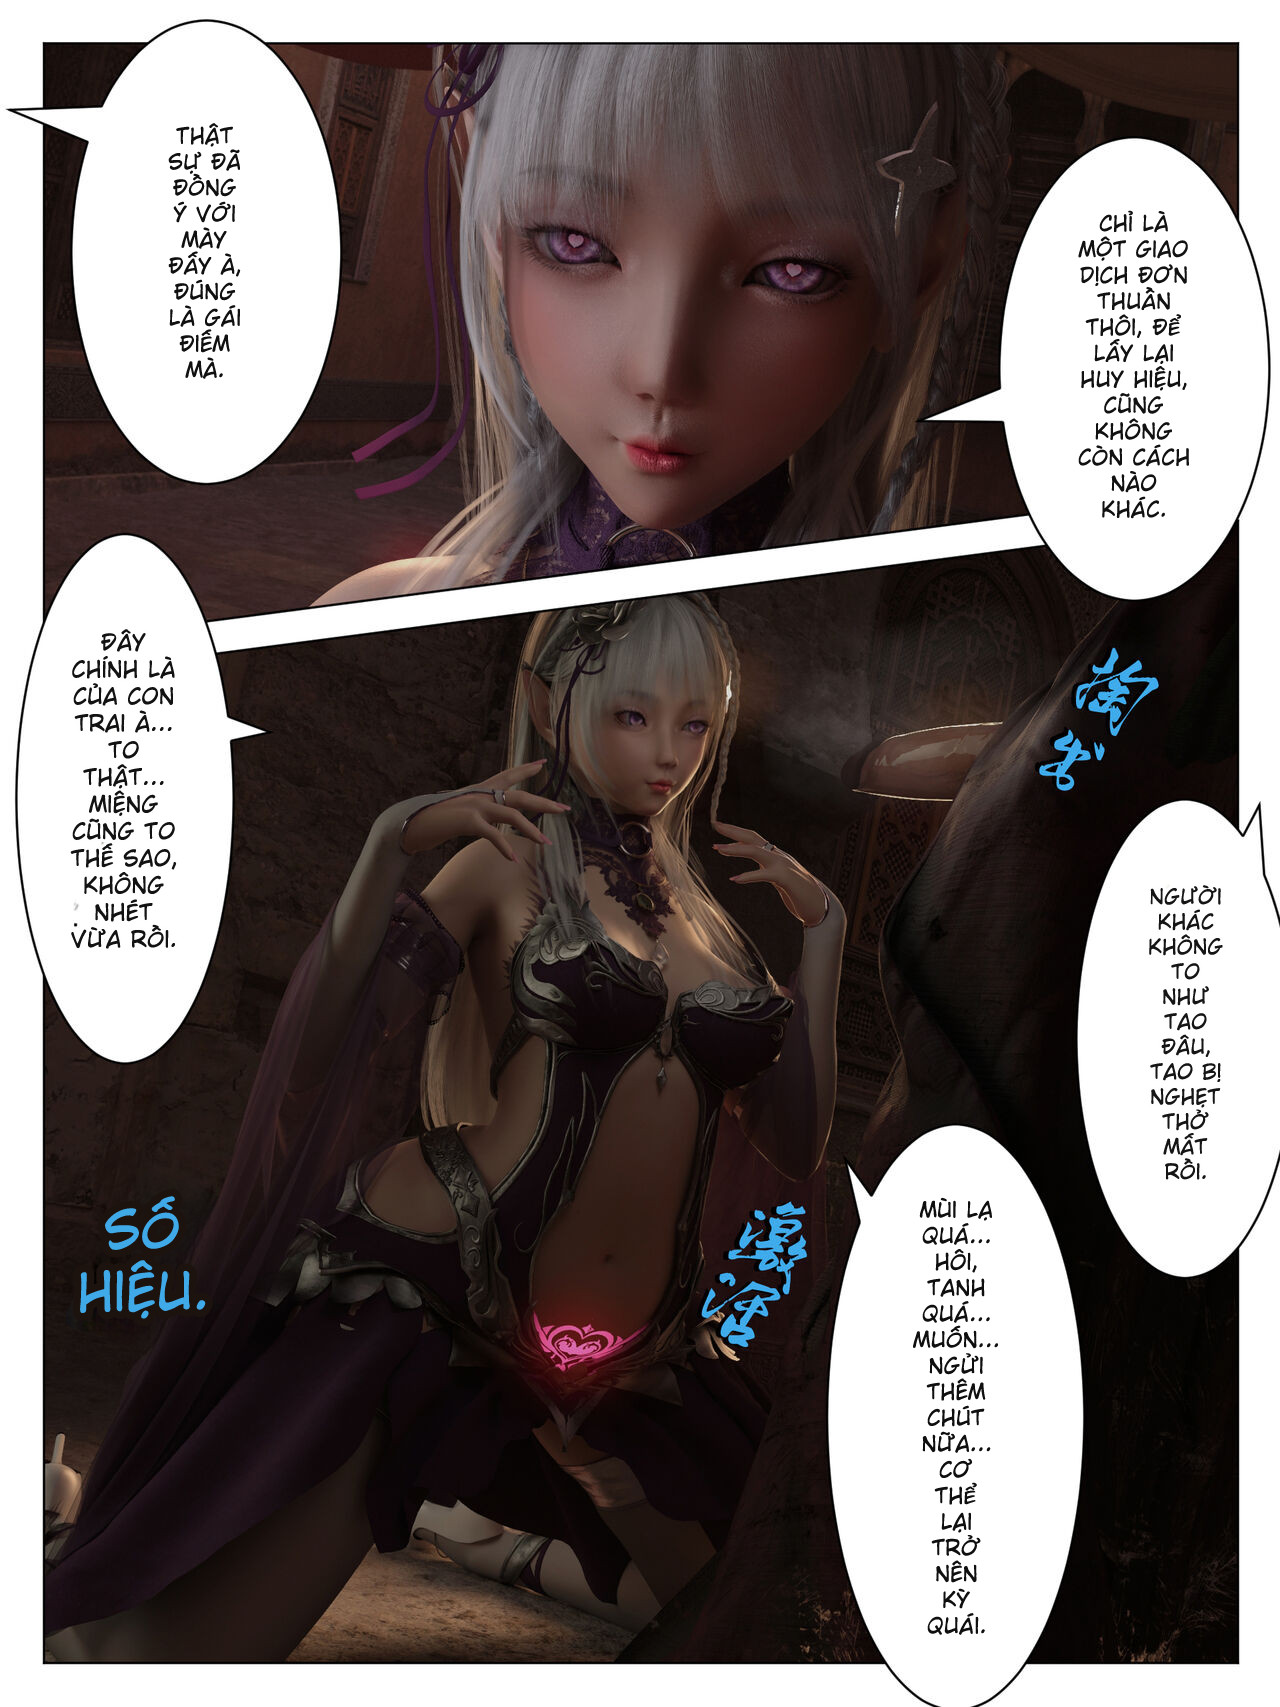 THẬT
SỰ ĐÃ
ĐỒNG
Ý VỚI
MÀY
ĐẤY À,
ĐÚNG
LÀ GÁI
ĐIẾM
MÀ.
CHỈ LÀ
MỘT GIAO
DỊCH ĐƠN
THUẦN
THÔI, ĐỂ
LẤY LẠI
HUY HIỆU,
CŨNG
KHÔNG
CÒN CÁCH
NÀO
KHÁC.
ĐÂY
CHÍNH LÀ
CỦA CON
TRAI À...
TO
THẬT...
MIỆNG
CŨNG TO
THẾ SAO,
KHÔNG
NHÉT
VỪA RỒI.
掏
出
NGƯỜI
KHÁC
KHÔNG
TO
NHƯ
TAO
ĐÂU,
TAO BỊ
NGHẸT
THỞ
MẤT
RỒI.
SỐ
HIỆU.
激
活
MÙI LẠ
QUÁ...
HÔI,
TANH
QUÁ...
MUỐN...
NGỬI
THÊM
CHÚT
NỮA...
CƠ
THỂ
LẠI
TRỞ
NÊN
KỲ
QUÁI.